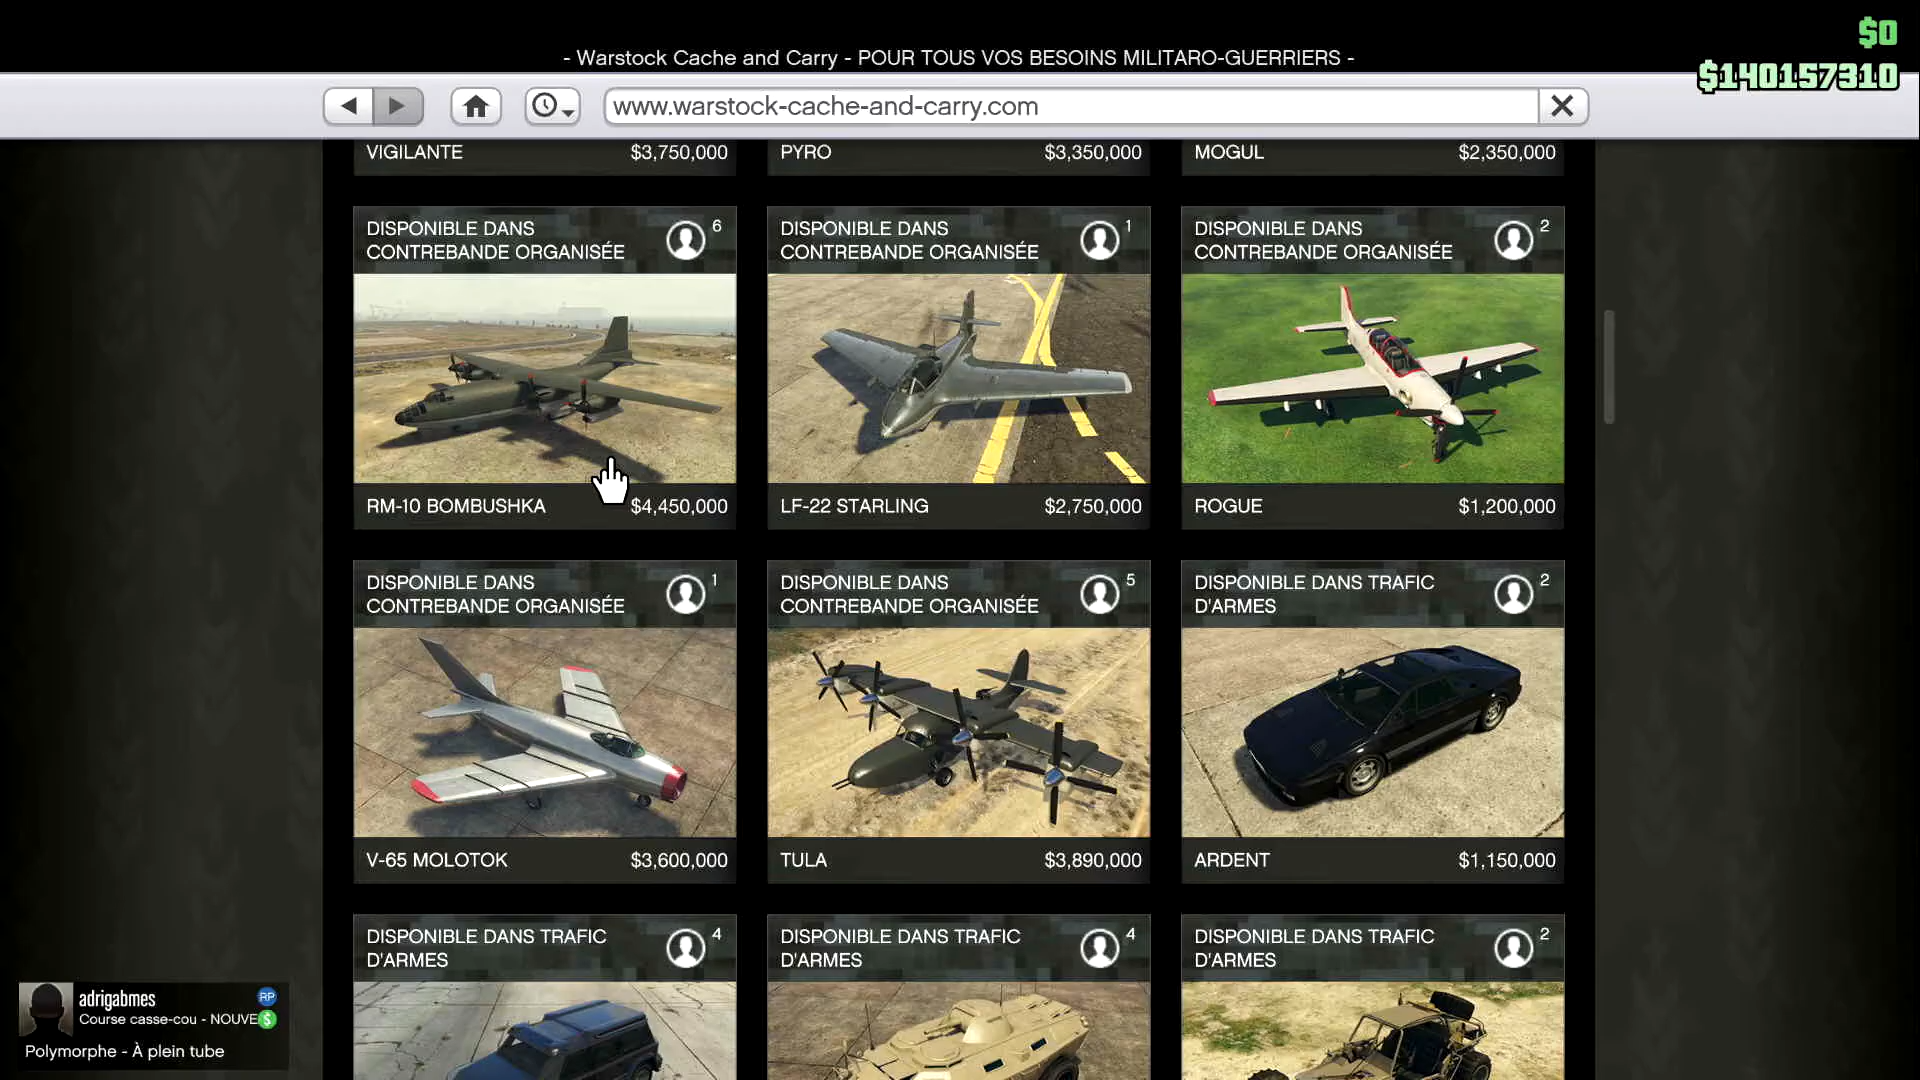 $0
- Warstock Cache and Carry - POUR TOUS VOS BESOINS MILITARO-GUERRIERS -
$140157310
www.warstock-cache-and-carry.com
VIGILANTE $3,750,000
PYRO $3,350,000
MOGUL $2,350,000
DISPONIBLE DANS
CONTREBANDE ORGANISÉE
6
DISPONIBLE DANS
CONTREBANDE ORGANISÉE
1
DISPONIBLE DANS
CONTREBANDE ORGANISÉE
2
RM-10 BOMBUSHKA $4,450,000
LF-22 STARLING $2,750,000
ROGUE $1,200,000
DISPONIBLE DANS
CONTREBANDE ORGANISÉE
1
DISPONIBLE DANS
CONTREBANDE ORGANISÉE
5
DISPONIBLE DANS TRAFIC
D'ARMES
2
V-65 MOLOTOK $3,600,000
TULA $3,890,000
ARDENT $1,150,000
DISPONIBLE DANS TRAFIC
D'ARMES
4
DISPONIBLE DANS TRAFIC
D'ARMES
4
DISPONIBLE DANS TRAFIC
D'ARMES
2
adrigabmes RP
Course casse-cou - NOUVE $
Polymorphe - À plein tube